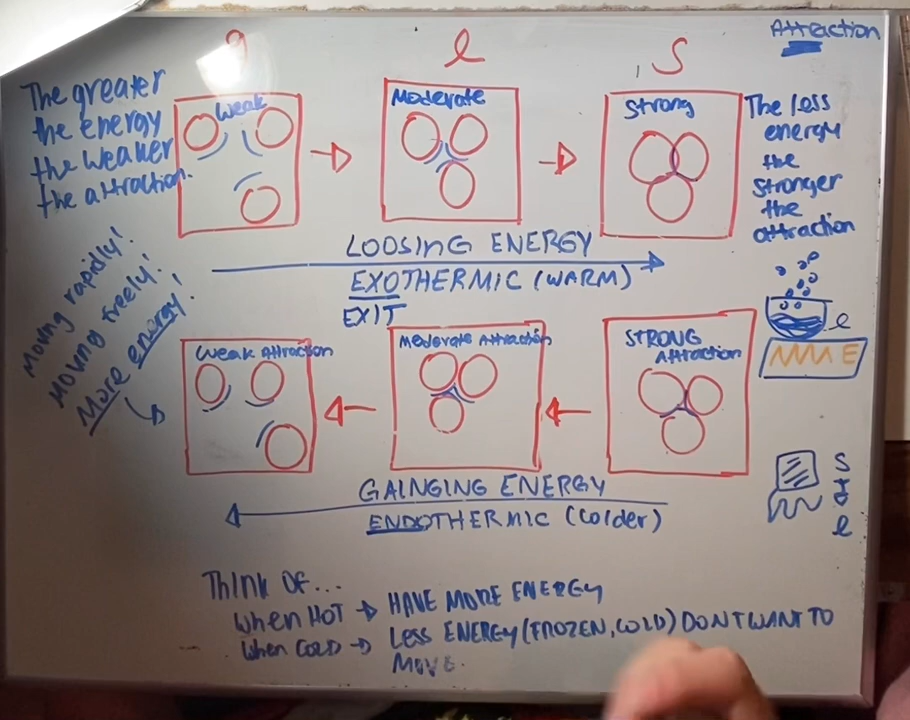 g
l
S
Attraction
The greater
the energy
the weaker
the attraction.
Weak
Moderate
Strong
The less
energy
the
stronger
the
attraction
LOOSING ENERGY
EXOTHERMIC (WARM)
EXIT
Moving rapidly!
Moving freely!
More energy!
Weak Attraction
Moderate Attraction
STRONG
Attraction
l
E
GAINGING ENERGY
ENDOTHERMIC (Colder)
S
l
Think OF...
When HOT → HAVE MORE ENERGY
When COLD → Less ENERGY (FROZEN, COLD) DONT WANT TO
MOVE.